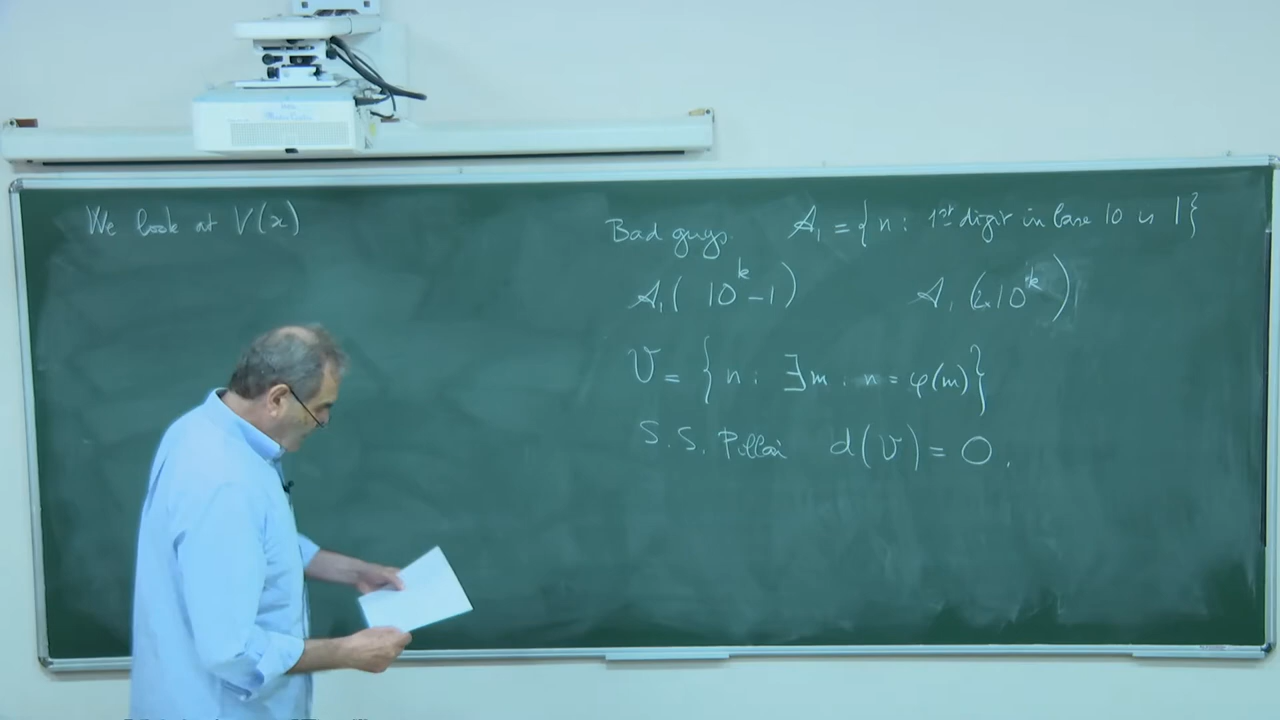 We look at V(x)
Bad guys. A₁ = {n : 1st digit in base 10 is 1}
A₁(10^k − 1) A₁(2·10^k)
V = {n : ∃m : n = φ(m)}
S.S. Pillai d(V) = 0.